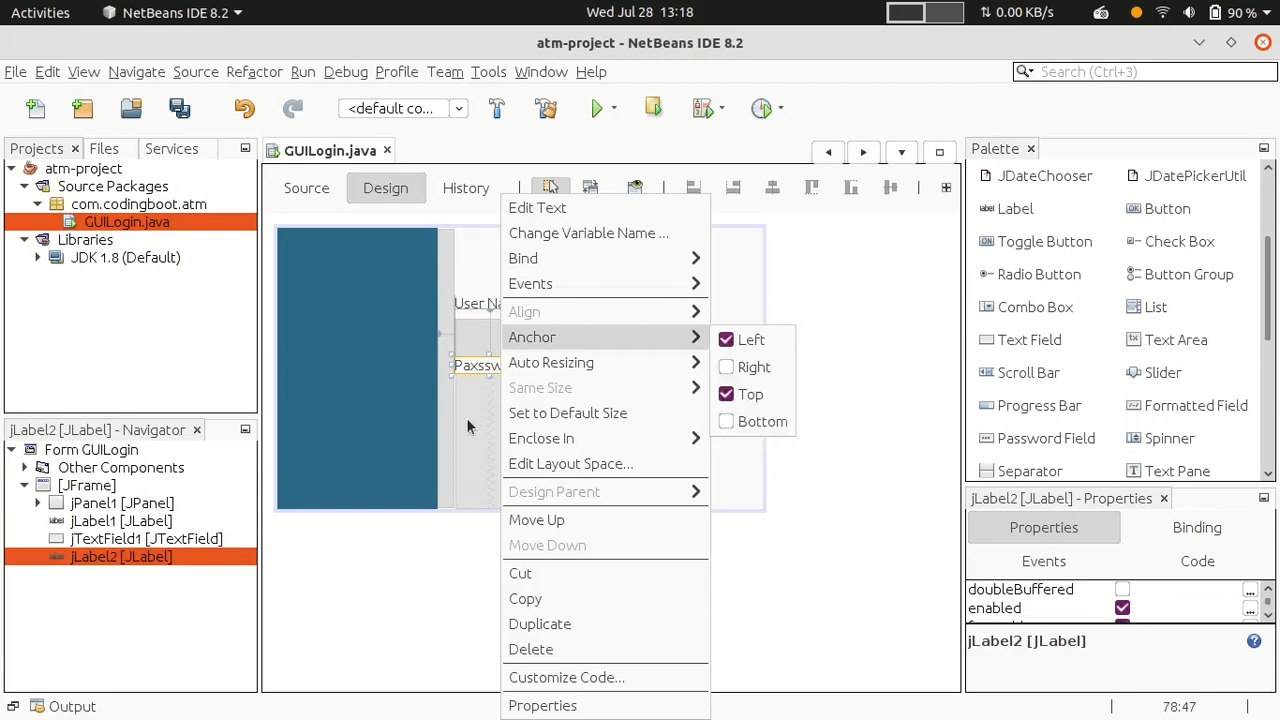 Activities NetBeans IDE 8.2 Wed Jul 28 13:18 0.00 KB/s 90 %
atm-project - NetBeans IDE 8.2
File Edit View Navigate Source Refactor Run Debug Profile Team Tools Window Help Search (Ctrl+3)
<default co...
Projects Files Services
atm-project
Source Packages
com.codingboot.atm
GUILogin.java
Libraries
JDK 1.8 (Default)
jLabel2 [JLabel] - Navigator
Form GUILogin
Other Components
[JFrame]
jPanel1 [JPanel]
jLabel1 [JLabel]
jTextField1 [JTextField]
jLabel2 [JLabel]
GUILogin.java
Source Design History
User Na
Paxssw
Edit Text
Change Variable Name ...
Bind
Events
Align
Anchor
Auto Resizing
Same Size
Set to Default Size
Enclose In
Edit Layout Space...
Design Parent
Move Up
Move Down
Cut
Copy
Duplicate
Delete
Customize Code...
Properties
Left
Right
Top
Bottom
Palette
JDateChooser JDatePickerUtil
Label Button
Toggle Button Check Box
Radio Button Button Group
Combo Box List
Text Field Text Area
Scroll Bar Slider
Progress Bar Formatted Field
Password Field Spinner
Separator Text Pane
jLabel2 [JLabel] - Properties
Properties Binding
Events Code
doubleBuffered
enabled
jLabel2 [JLabel]
Output 78:47